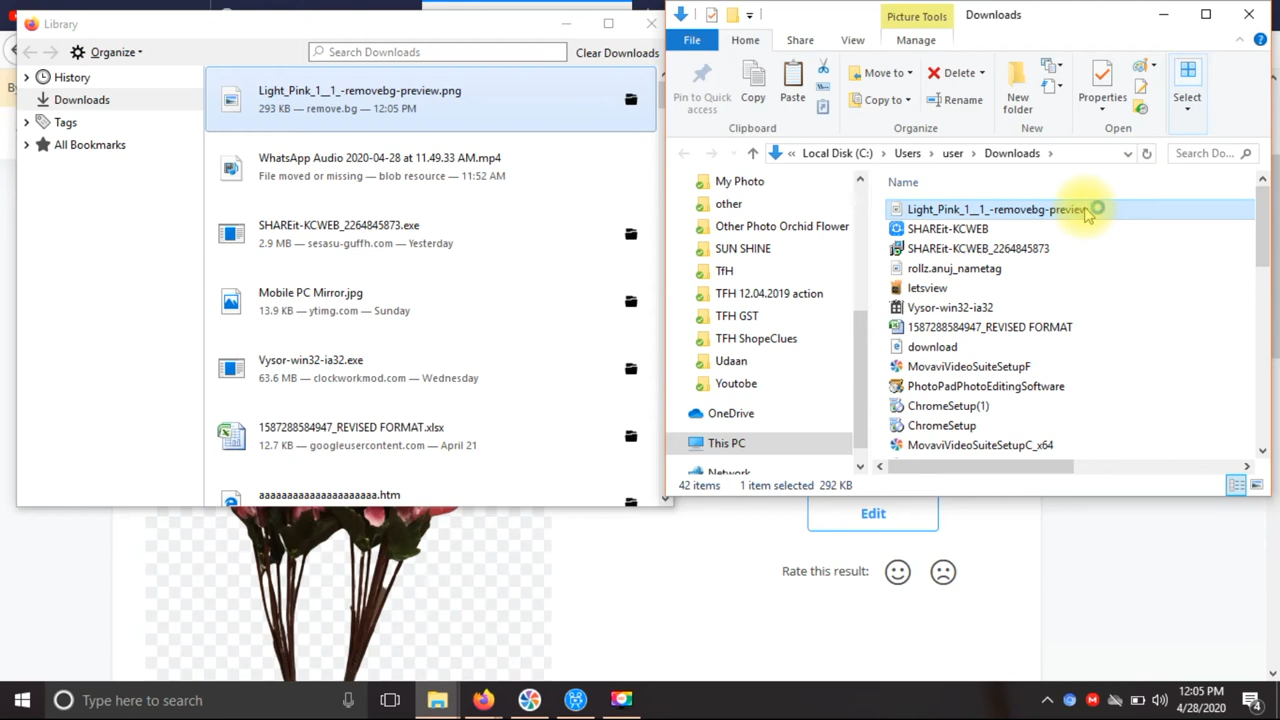 Library
Organize
Search Downloads
Clear Downloads
History
Downloads
Tags
All Bookmarks
Light_Pink_1__1_-removebg-preview.png
293 KB — remove.bg — 12:05 PM
WhatsApp Audio 2020-04-28 at 11.49.33 AM.mp4
File moved or missing — blob resource — 11:52 AM
SHAREit-KCWEB_2264845873.exe
2.9 MB — sesasu-guffh.com — Yesterday
Mobile PC Mirror.jpg
13.9 KB — ytimg.com — Sunday
Vysor-win32-ia32.exe
63.6 MB — clockworkmod.com — Wednesday
1587288584947_REVISED FORMAT.xlsx
12.7 KB — googleusercontent.com — April 21
aaaaaaaaaaaaaaaaaaaaa.htm
Picture Tools
Downloads
File
Home
Share
View
Manage
Pin to Quick access
Copy
Paste
Move to
Copy to
Delete
Rename
New folder
Properties
Select
Clipboard
Organize
New
Open
« Local Disk (C:) › Users › user › Downloads ›
Search Do...
My Photo
other
Other Photo Orchid Flower
SUN SHINE
TfH
TFH 12.04.2019 action
TFH GST
TFH ShopeClues
Udaan
Youtobe
OneDrive
This PC
Network
Name
Light_Pink_1__1_-removebg-preview
SHAREit-KCWEB
SHAREit-KCWEB_2264845873
rollz.anuj_nametag
letsview
Vysor-win32-ia32
1587288584947_REVISED FORMAT
download
MovaviVideoSuiteSetupF
PhotoPadPhotoEditingSoftware
ChromeSetup(1)
ChromeSetup
MovaviVideoSuiteSetupC_x64
42 items
1 item selected 292 KB
Edit
Rate this result:
Type here to search
12:05 PM
4/28/2020
4